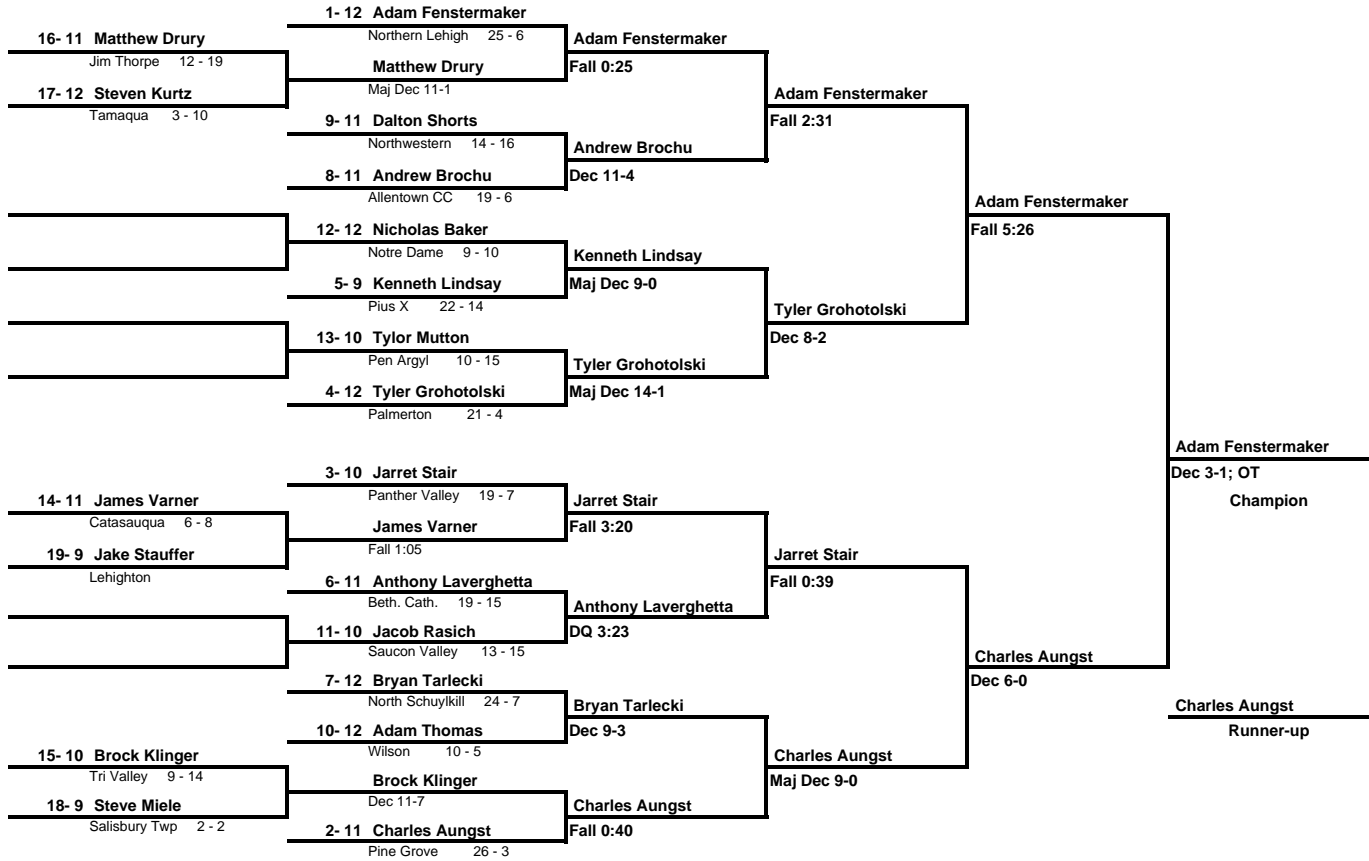 1- 12 Adam Fenstermaker
Northern Lehigh 25 - 6
16- 11 Matthew Drury
Jim Thorpe 12 - 19
Adam Fenstermaker
Fall 0:25
Matthew Drury
Maj Dec 11-1
17- 12 Steven Kurtz
Tamaqua 3 - 10
Adam Fenstermaker
Fall 2:31
9- 11 Dalton Shorts
Northwestern 14 - 16
Andrew Brochu
Dec 11-4
8- 11 Andrew Brochu
Allentown CC 19 - 6
Adam Fenstermaker
Fall 5:26
12- 12 Nicholas Baker
Notre Dame 9 - 10
Kenneth Lindsay
Maj Dec 9-0
5- 9 Kenneth Lindsay
Pius X 22 - 14
Tyler Grohotolski
Dec 8-2
13- 10 Tylor Mutton
Pen Argyl 10 - 15
Tyler Grohotolski
Maj Dec 14-1
4- 12 Tyler Grohotolski
Palmerton 21 - 4
Adam Fenstermaker
Dec 3-1; OT
Champion
3- 10 Jarret Stair
Panther Valley 19 - 7
14- 11 James Varner
Catasauqua 6 - 8
Jarret Stair
Fall 3:20
James Varner
Fall 1:05
19- 9 Jake Stauffer
Lehighton
Jarret Stair
Fall 0:39
6- 11 Anthony Laverghetta
Beth. Cath. 19 - 15
Anthony Laverghetta
DQ 3:23
11- 10 Jacob Rasich
Saucon Valley 13 - 15
Charles Aungst
Dec 6-0
7- 12 Bryan Tarlecki
North Schuylkill 24 - 7
Bryan Tarlecki
Dec 9-3
Charles Aungst
Runner-up
10- 12 Adam Thomas
Wilson 10 - 5
15- 10 Brock Klinger
Tri Valley 9 - 14
Charles Aungst
Maj Dec 9-0
Brock Klinger
Dec 11-7
18- 9 Steve Miele
Salisbury Twp 2 - 2
Charles Aungst
Fall 0:40
2- 11 Charles Aungst
Pine Grove 26 - 3